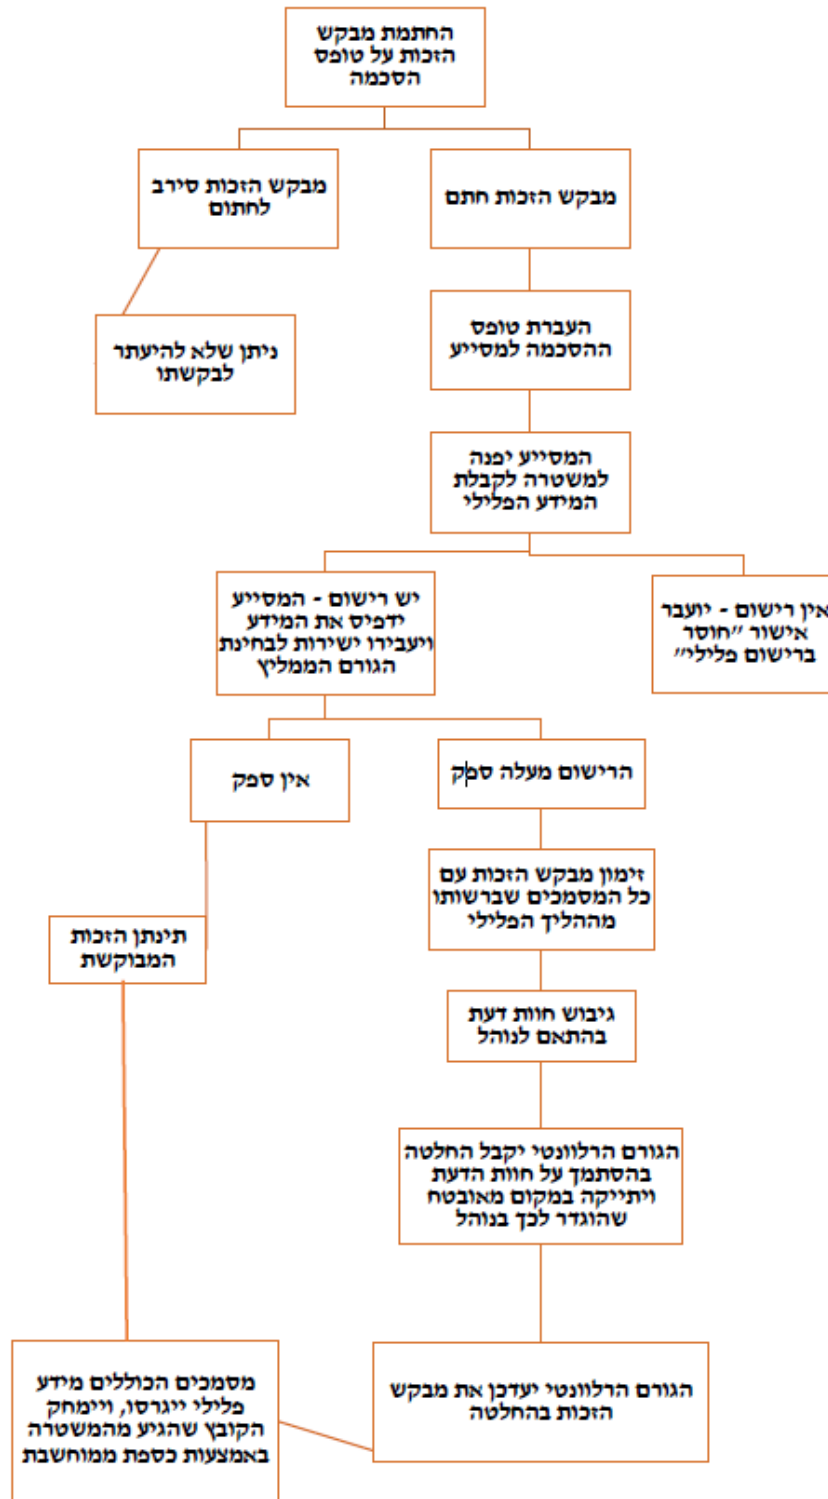 החתמת מבקש
הזכות על טופס
הסכמה
מבקש הזכות חתם
מבקש הזכות סירב
לחתום
העברת טופס
ההסכמה למסייע
ניתן שלא להיעתר
לבקשתו
המסייע יפנה
למשטרה לקבלת
המידע הפלילי
אין רישום - יועבר
אישור "חוסר
ברישום פלילי"
יש רישום - המסייע
ידפיס את המידע
ויעבירו ישירות לבחינת
הגורם הממליץ
הרישום מעלה ספק
אין ספק
זימון מבקש הזכות עם
כל המסמכים שברשותו
מההליך הפלילי
תינתן הזכות
המבוקשת
גיבוש חוות דעת
בהתאם לנוהל
הגורם הרלוונטי יקבל החלטה
בהסתמך על חוות הדעת
ויתייקה במקום מאובטח
שהוגדר לכך בנוהל
הגורם הרלוונטי יעדכן את מבקש
הזכות בהחלטה
מסמכים הכוללים מידע
פלילי ייגרסו, ויימחק
הקובץ שהגיע מהמשטרה
באמצעות כספת ממוחשבת